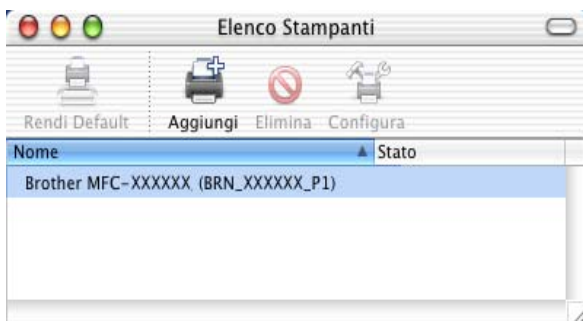 Elenco Stampanti
Rendi Default Aggiungi Elimina Configura
Nome Stato
Brother MFC-XXXXXX (BRN_XXXXXX_P1)